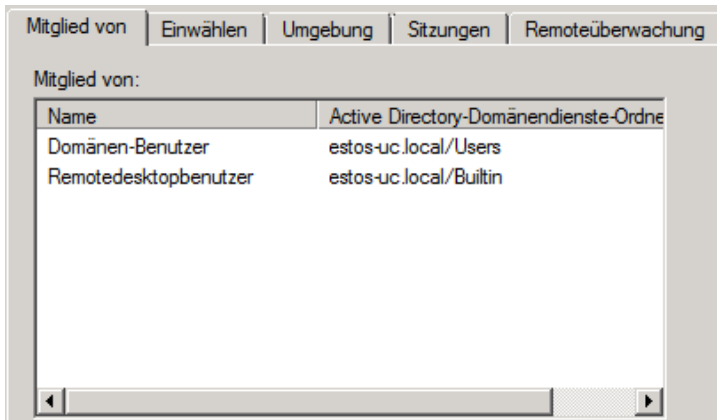 Mitglied von Einwählen Umgebung Sitzungen Remoteüberwachung
Mitglied von:
Name Active Directory-Domänendienste-Ordne
Domänen-Benutzer estos-uc.local/Users
Remotedesktopbenutzer estos-uc.local/Builtin